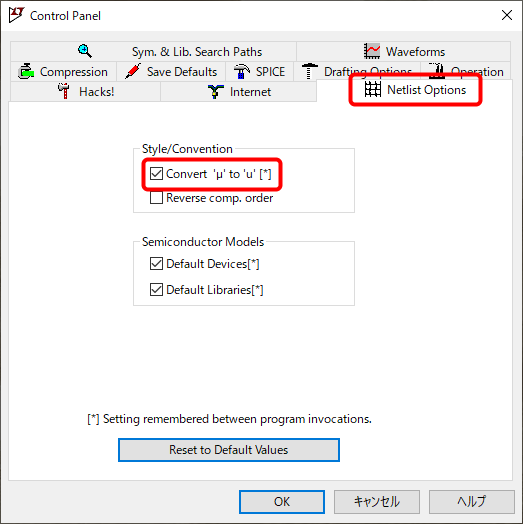 Control Panel
Sym. & Lib. Search Paths Waveforms
Compression Save Defaults SPICE Drafting Options Operation
Hacks! Internet Netlist Options
Style/Convention
Convert 'µ' to 'u' [*]
Reverse comp. order
Semiconductor Models
Default Devices[*]
Default Libraries[*]
[*] Setting remembered between program invocations.
Reset to Default Values
OK キャンセル ヘルプ